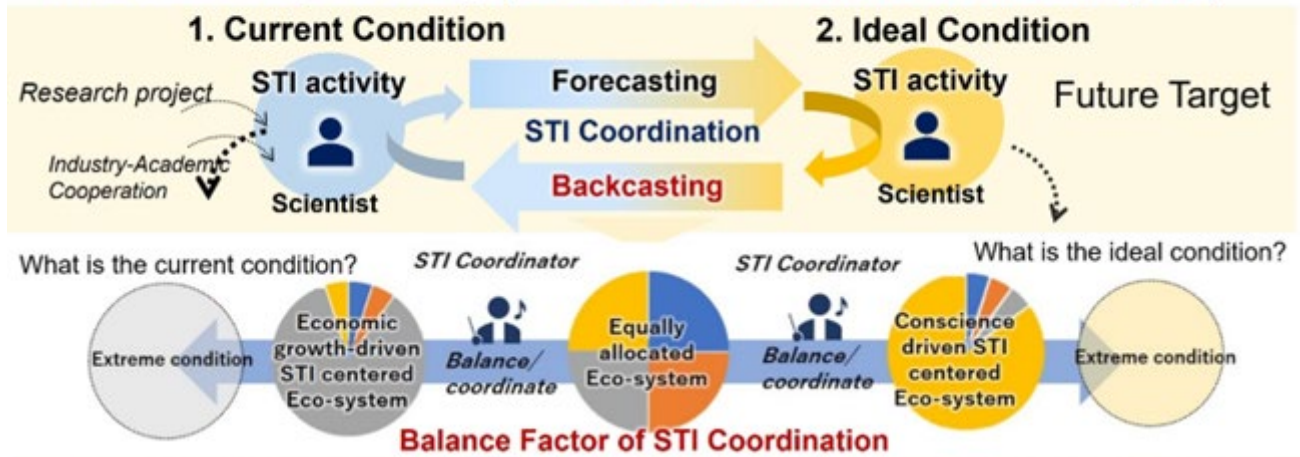 1. Current Condition
2. Ideal Condition
STI activity
Forecasting
STI activity
Research project
Future Target
STI Coordination
Industry-Academic
Cooperation
Backcasting
Scientist
Scientist
What is the current condition?
STI Coordinator
STI Coordinator
What is the ideal condition?
Extreme condition
Economic
growth-driven
STI centered
Eco-system
Balance/
coordinate
Equally
allocated
Eco-system
Balance/
coordinate
Conscience
driven STI
centered
Eco-system
Extreme condition
Balance Factor of STI Coordination